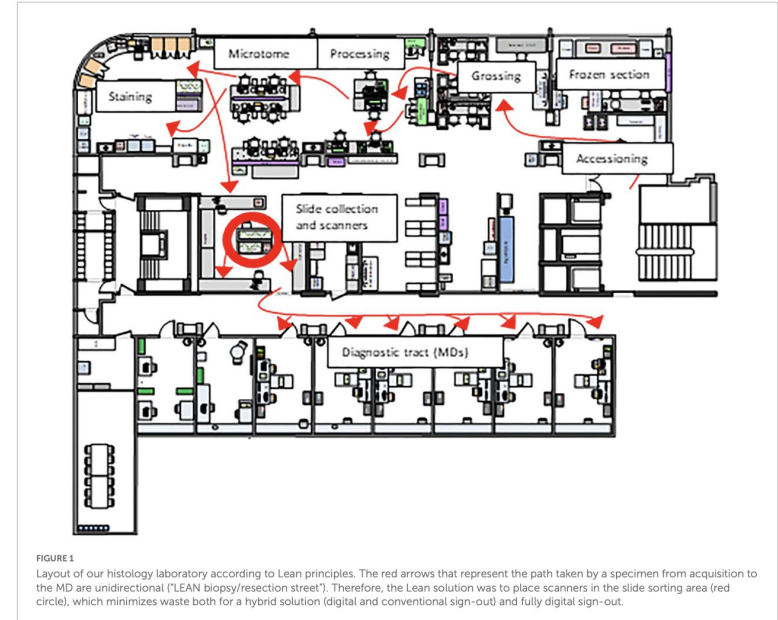 Microtome
Processing
Grossing
Frozen section
Staining
Accessioning
Slide collection
and scanners
Diagnostic tract (MDs)
FIGURE 1
Layout of our histology laboratory according to Lean principles. The red arrows that represent the path taken by a specimen from acquisition to
the MD are unidirectional ("LEAN biopsy/resection street"). Therefore, the Lean solution was to place scanners in the slide sorting area (red
circle), which minimizes waste both for a hybrid solution (digital and conventional sign-out) and fully digital sign-out.